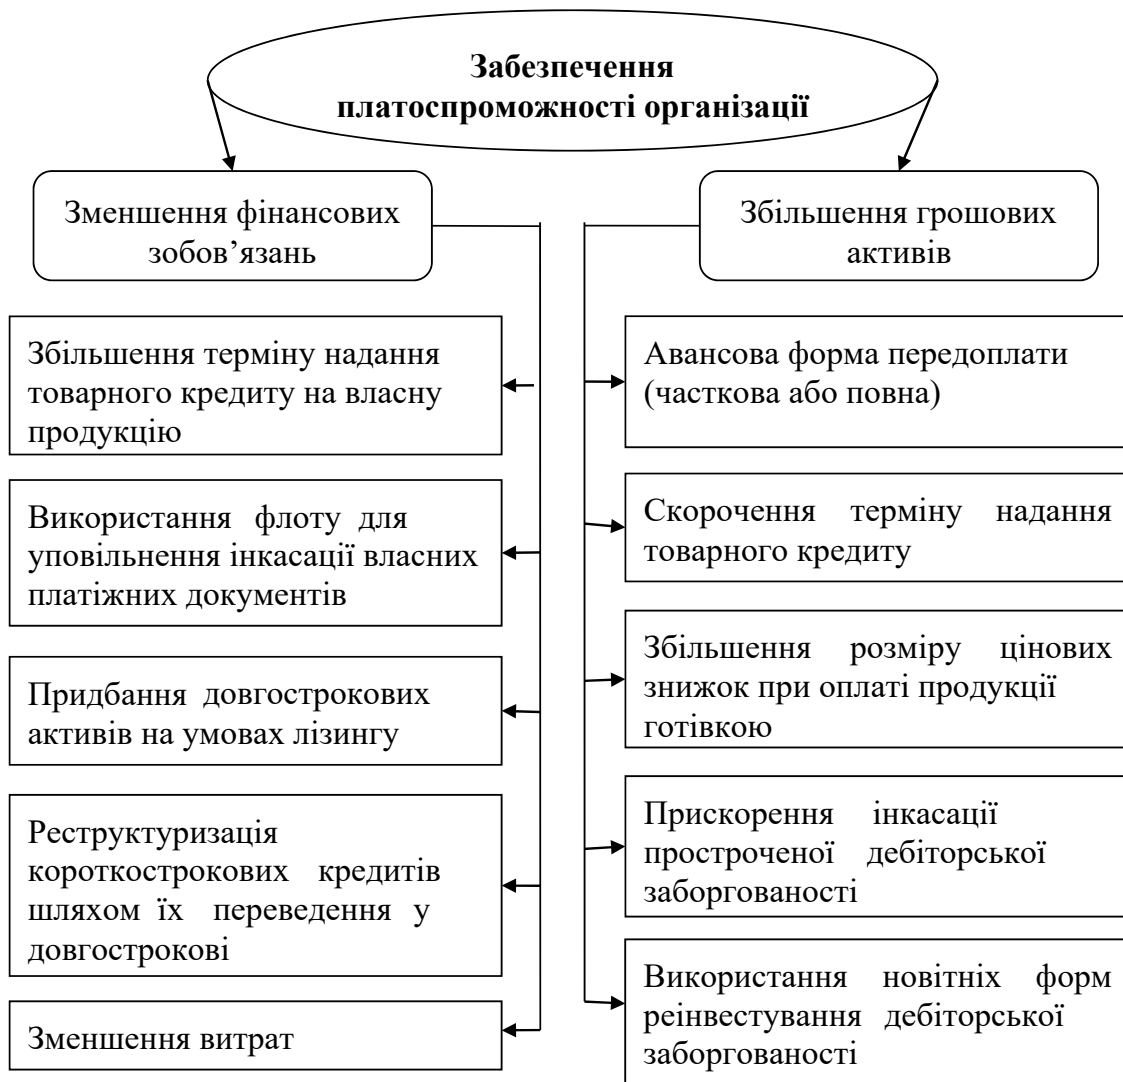 Забезпечення
платоспроможності організації
Зменшення фінансових
зобов’язань
Збільшення грошових
активів
Збільшення терміну надання
товарного кредиту на власну
продукцію
Використання флоту для
уповільнення інкасації власних
платіжних документів
Придбання довгострокових
активів на умовах лізингу
Реструктуризація
короткострокових кредитів
шляхом їх переведення у
довгострокові
Зменшення витрат
Авансова форма передоплати
(часткова або повна)
Скорочення терміну надання
товарного кредиту
Збільшення розміру цінових
знижок при оплаті продукції
готівкою
Прискорення інкасації
простроченої дебіторської
заборгованості
Використання новітніх форм
реінвестування дебіторської
заборгованості